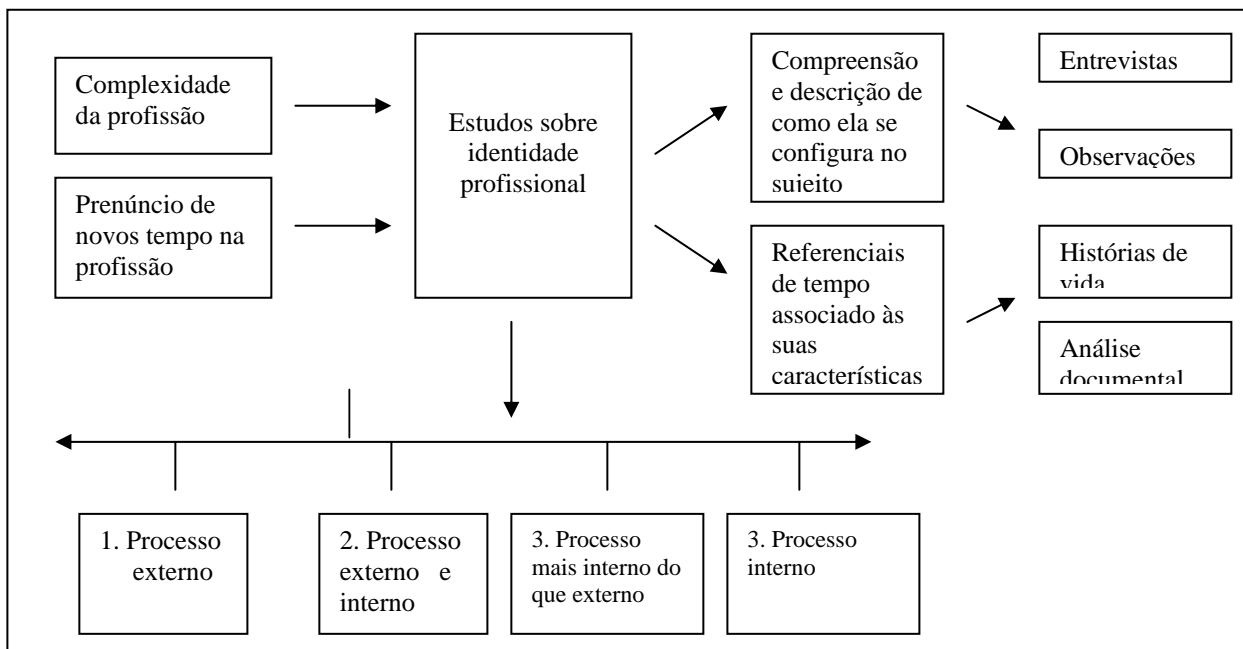 Complexidade
da profissão
Prenúncio de
novos tempo na
profissão
Estudos sobre
identidade
profissional
Compreensão
e descrição de
como ela se
configura no
sujeito
Referenciais
de tempo
associado às
suas
características
Entrevistas
Observações
Histórias de
vida
Análise
documental
1. Processo
externo
2. Processo
externo e
interno
3. Processo
mais interno do
que externo
3. Processo
interno